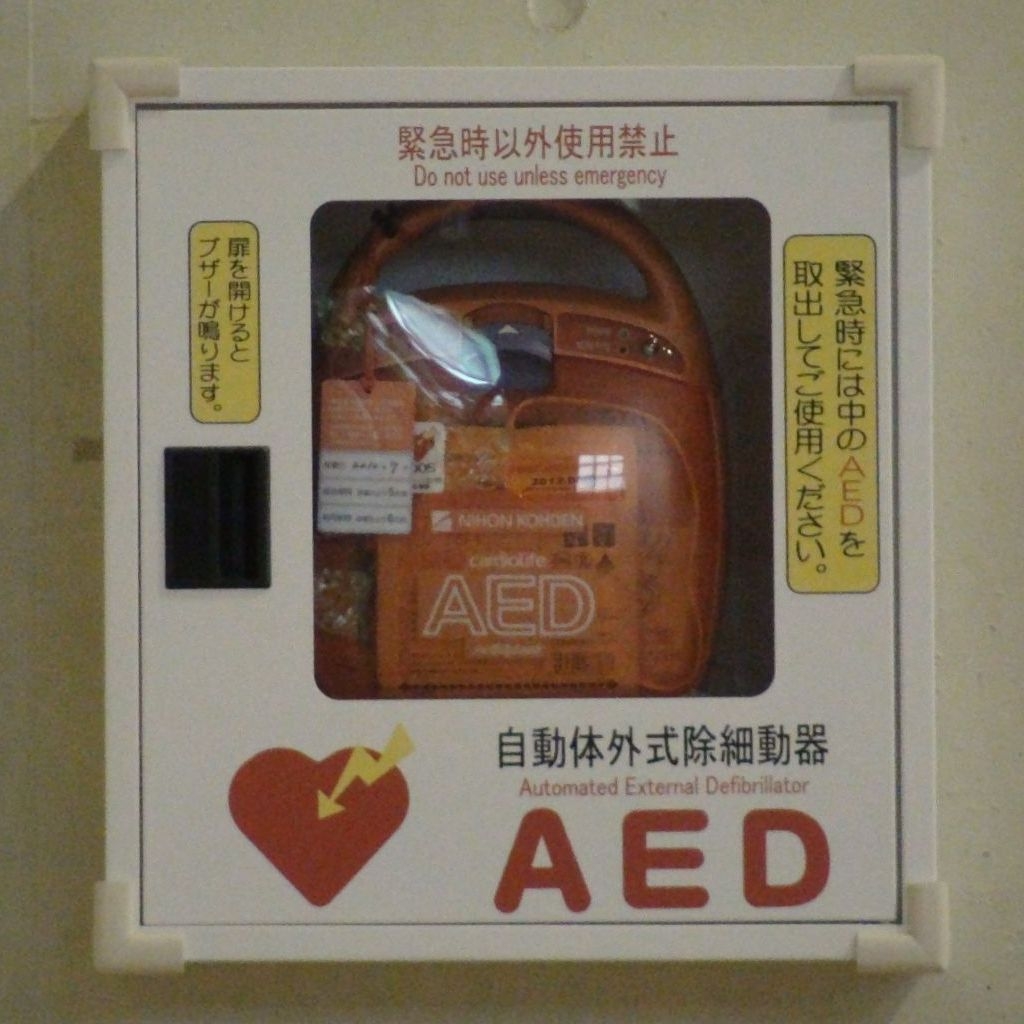 緊急時以外使用禁止
Do not use unless emergency
扉を開けると
ブザーが鳴ります。
緊急時には中のAEDを
取出してご使用ください。
NIHON KOHDEN
cardiolife
AED
自動体外式除細動器
Automated External Defibrillator
AED